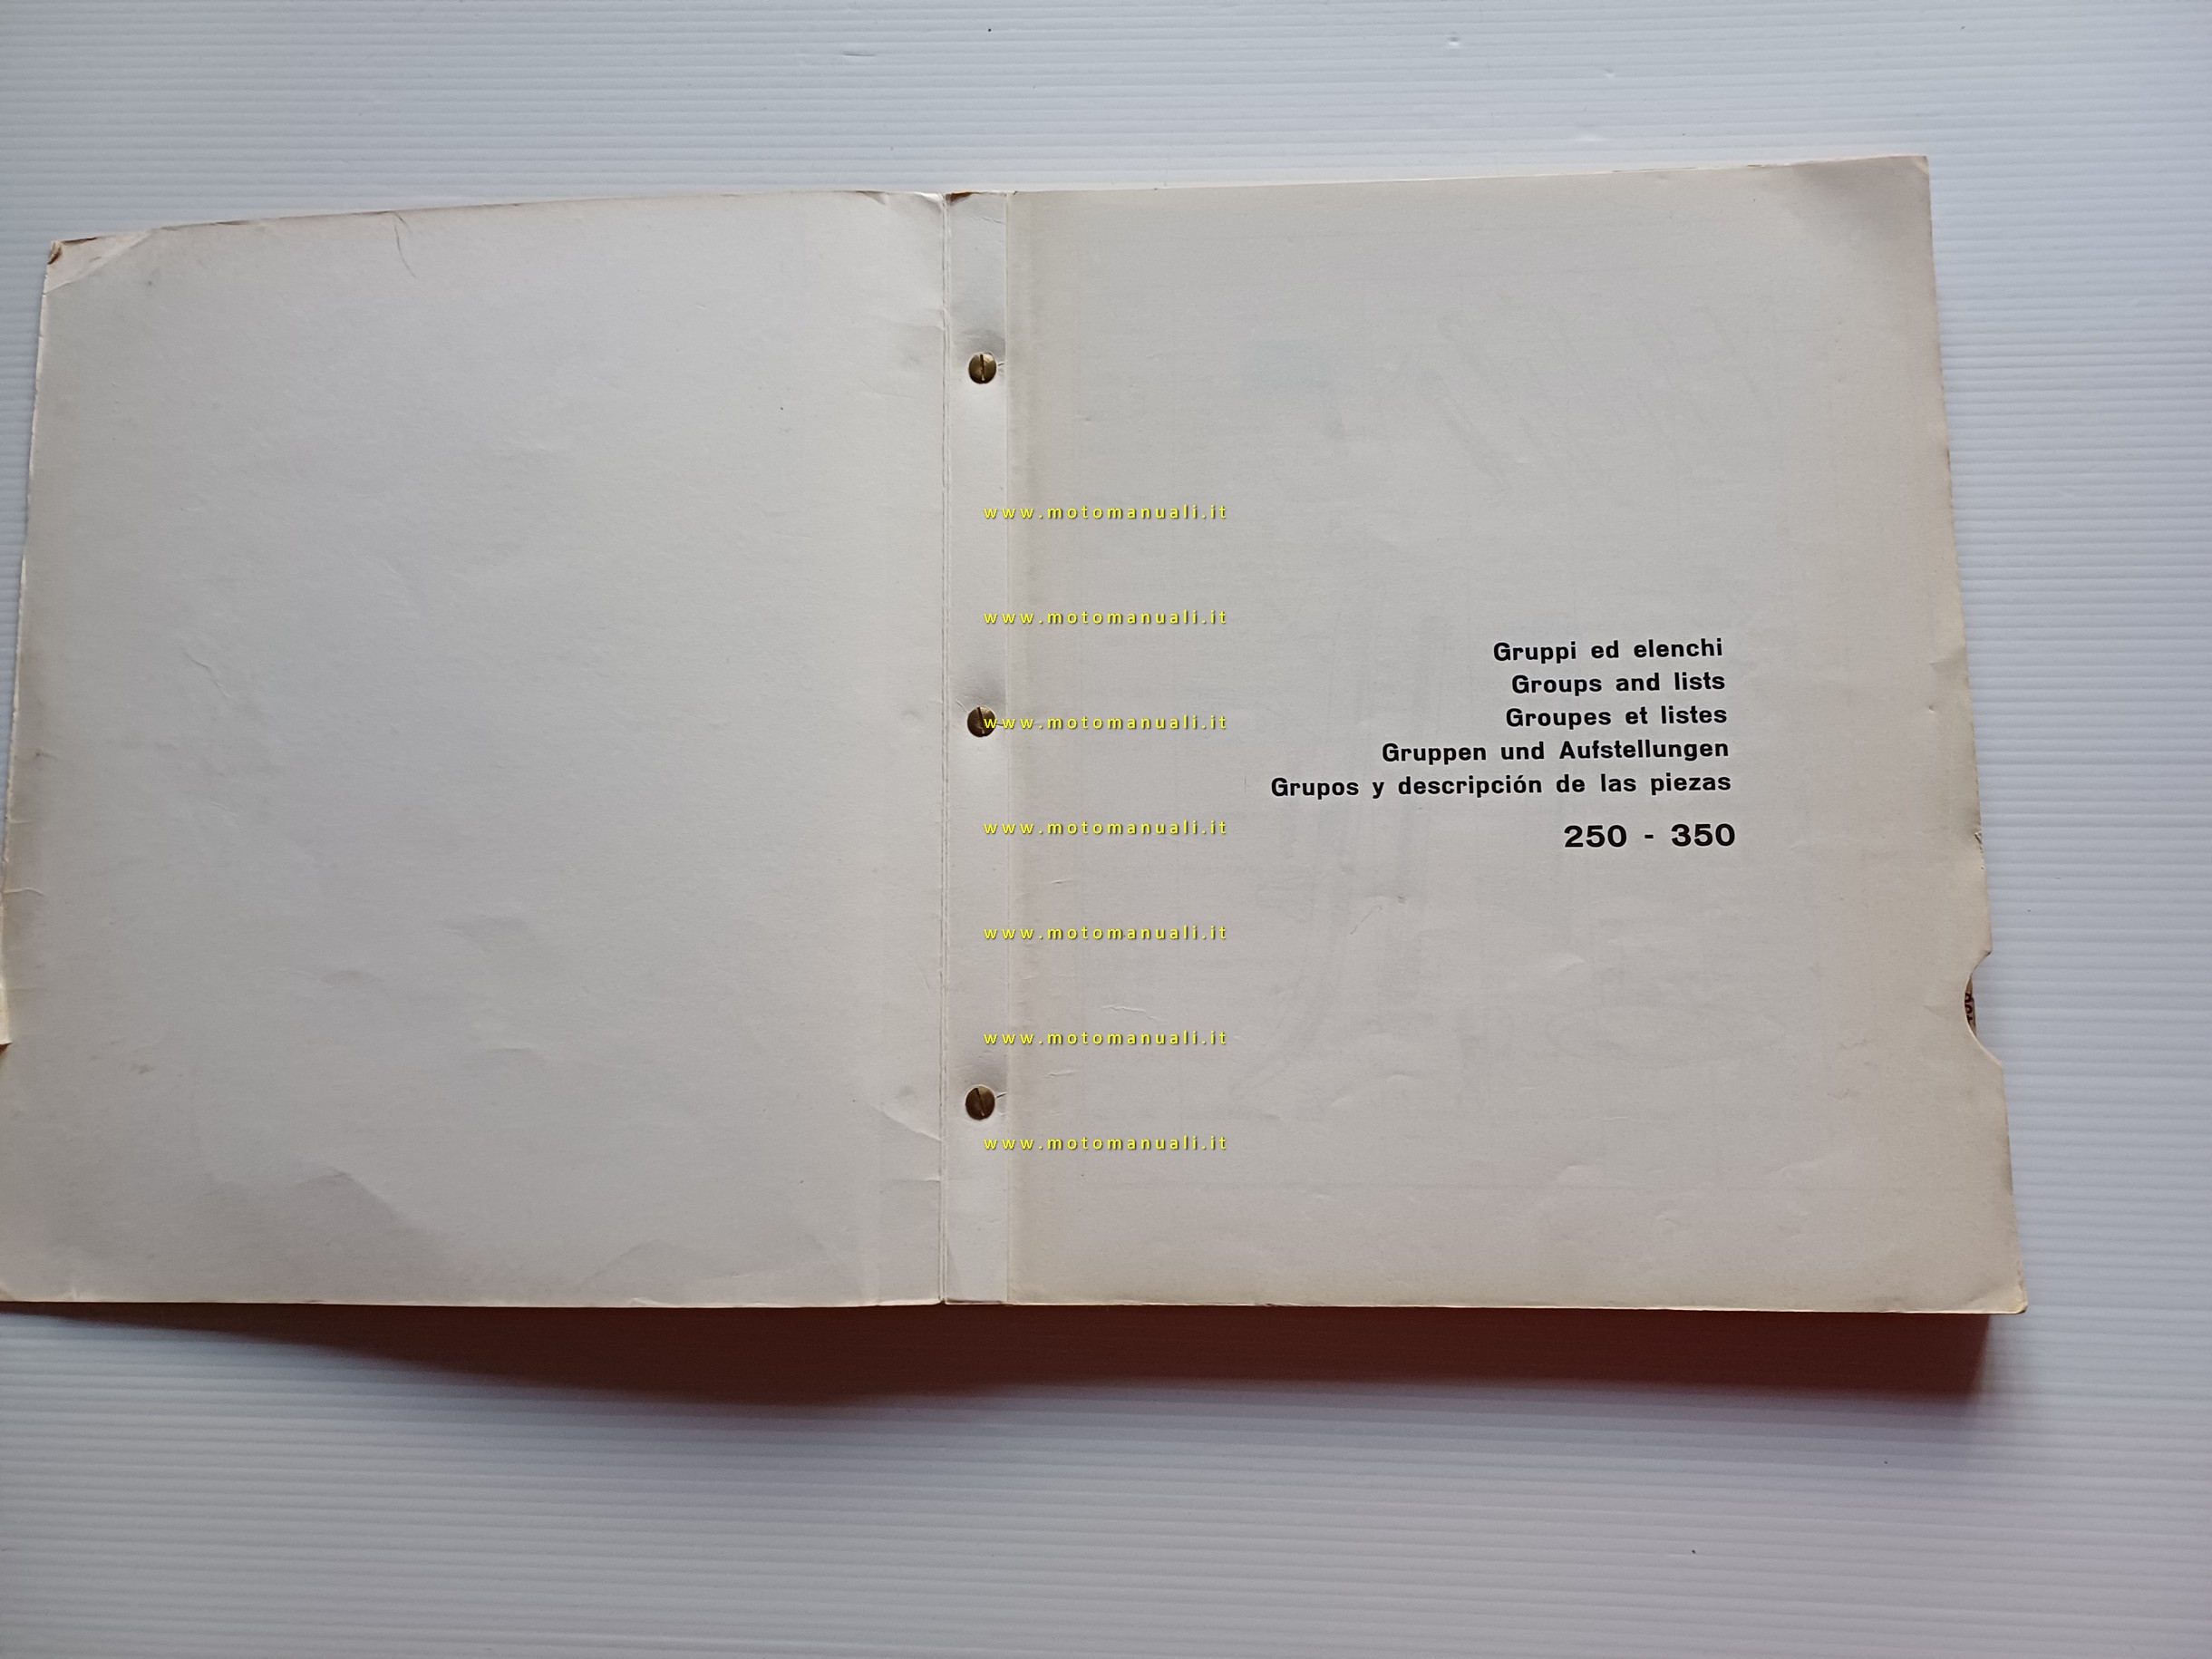 www.motomanuali.it
www.motomanuali.it
Gruppi ed elenchi
Groups and lists
Groupes et listes
www.motomanuali.it
Gruppen und Aufstellungen
Grupos y descripción de las piezas
250 - 350
www.motomanuali.it
www.motomanuali.it
www.motomanuali.it
www.motomanuali.it